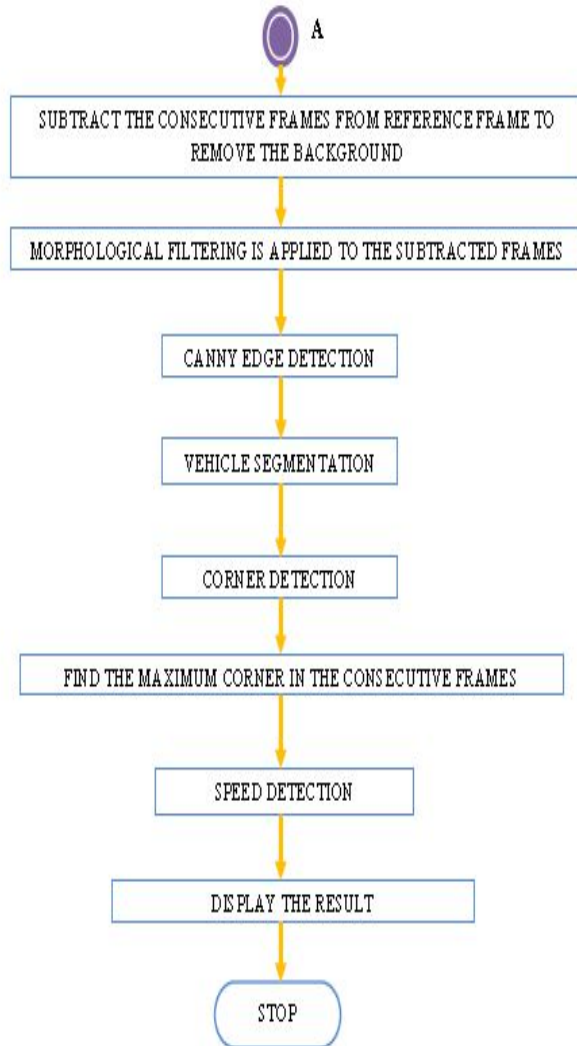 A
SUBTRACT THE CONSECUTIVE FRAMES FROM REFERENCE FRAME TO
REMOVE THE BACKGROUND
MORPHOLOGICAL FILTERING IS APPLIED TO THE SUBTRACTED FRAMES
CANNY EDGE DETECTION
VEHICLE SEGMENTATION
CORNER DETECTION
FIND THE MAXIMUM CORNER IN THE CONSECUTIVE FRAMES
SPEED DETECTION
DISPLAY THE RESULT
STOP